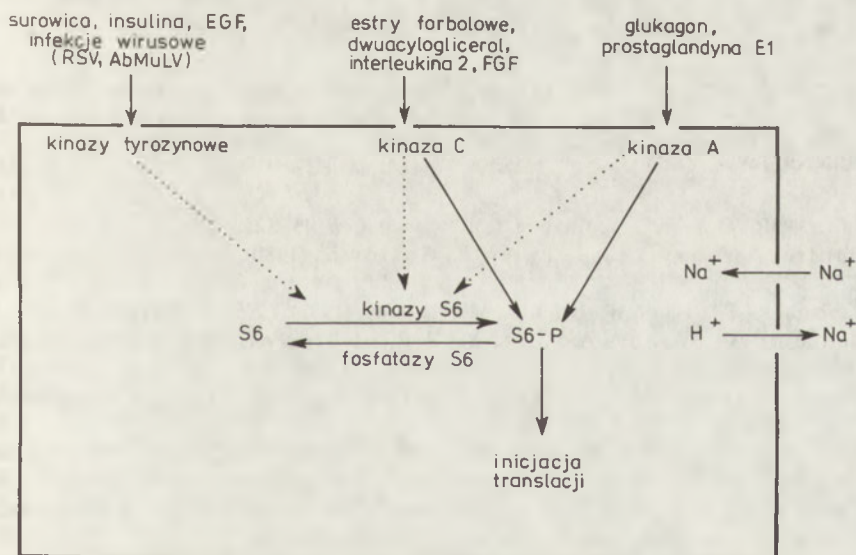 surowica, insulina, EGF,
infekcje wirusowe
(RSV, AbMuLV)
estry forbolowe,
dwuacyloglicerol,
interleukina 2, FGF
glukagon,
prostaglandyna E1
kinazy tyrozynowe
kinaza C
kinaza A
Na+
Na+
kinazy S6
S6
S6-P
H+
Na+
fosfatazy S6
inicjacja
translacji